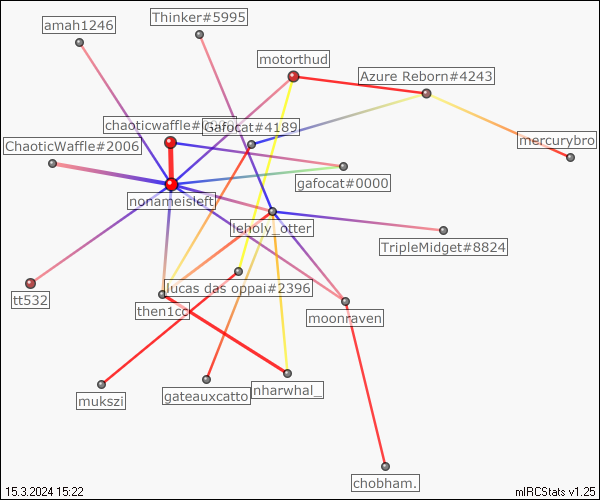 Thinker#5995
amah1246
motorthud
Azure Reborn#4243
chaoticwaffle#
Gafocat#4189
ChaoticWaffle#2006
mercurybro
gafocat#0000
nonameisleft
leholy_otter
TripleMidget#8824
lucas das oppai#2396
tt532
then1cc
moonraven
nharwhal_
gateauxcatto
mukszi
chobham.
15.3.2024 15:22
mIRCStats v1.25